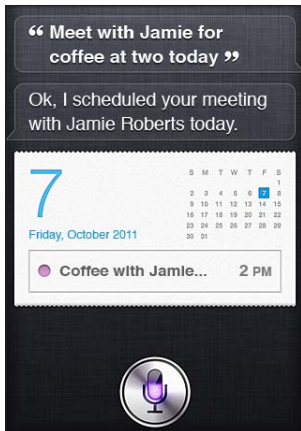 “ Meet with Jamie for
coffee at two today ”
Ok, I scheduled your meeting
with Jamie Roberts today.
7
Friday, October 2011
S M T W T F S
1
2 3 4 5 6 7 8
9 10 11 12 13 14 15
16 17 18 19 20 21 22
23 24 25 26 27 28 29
30 31
Coffee with Jamie... 2 PM